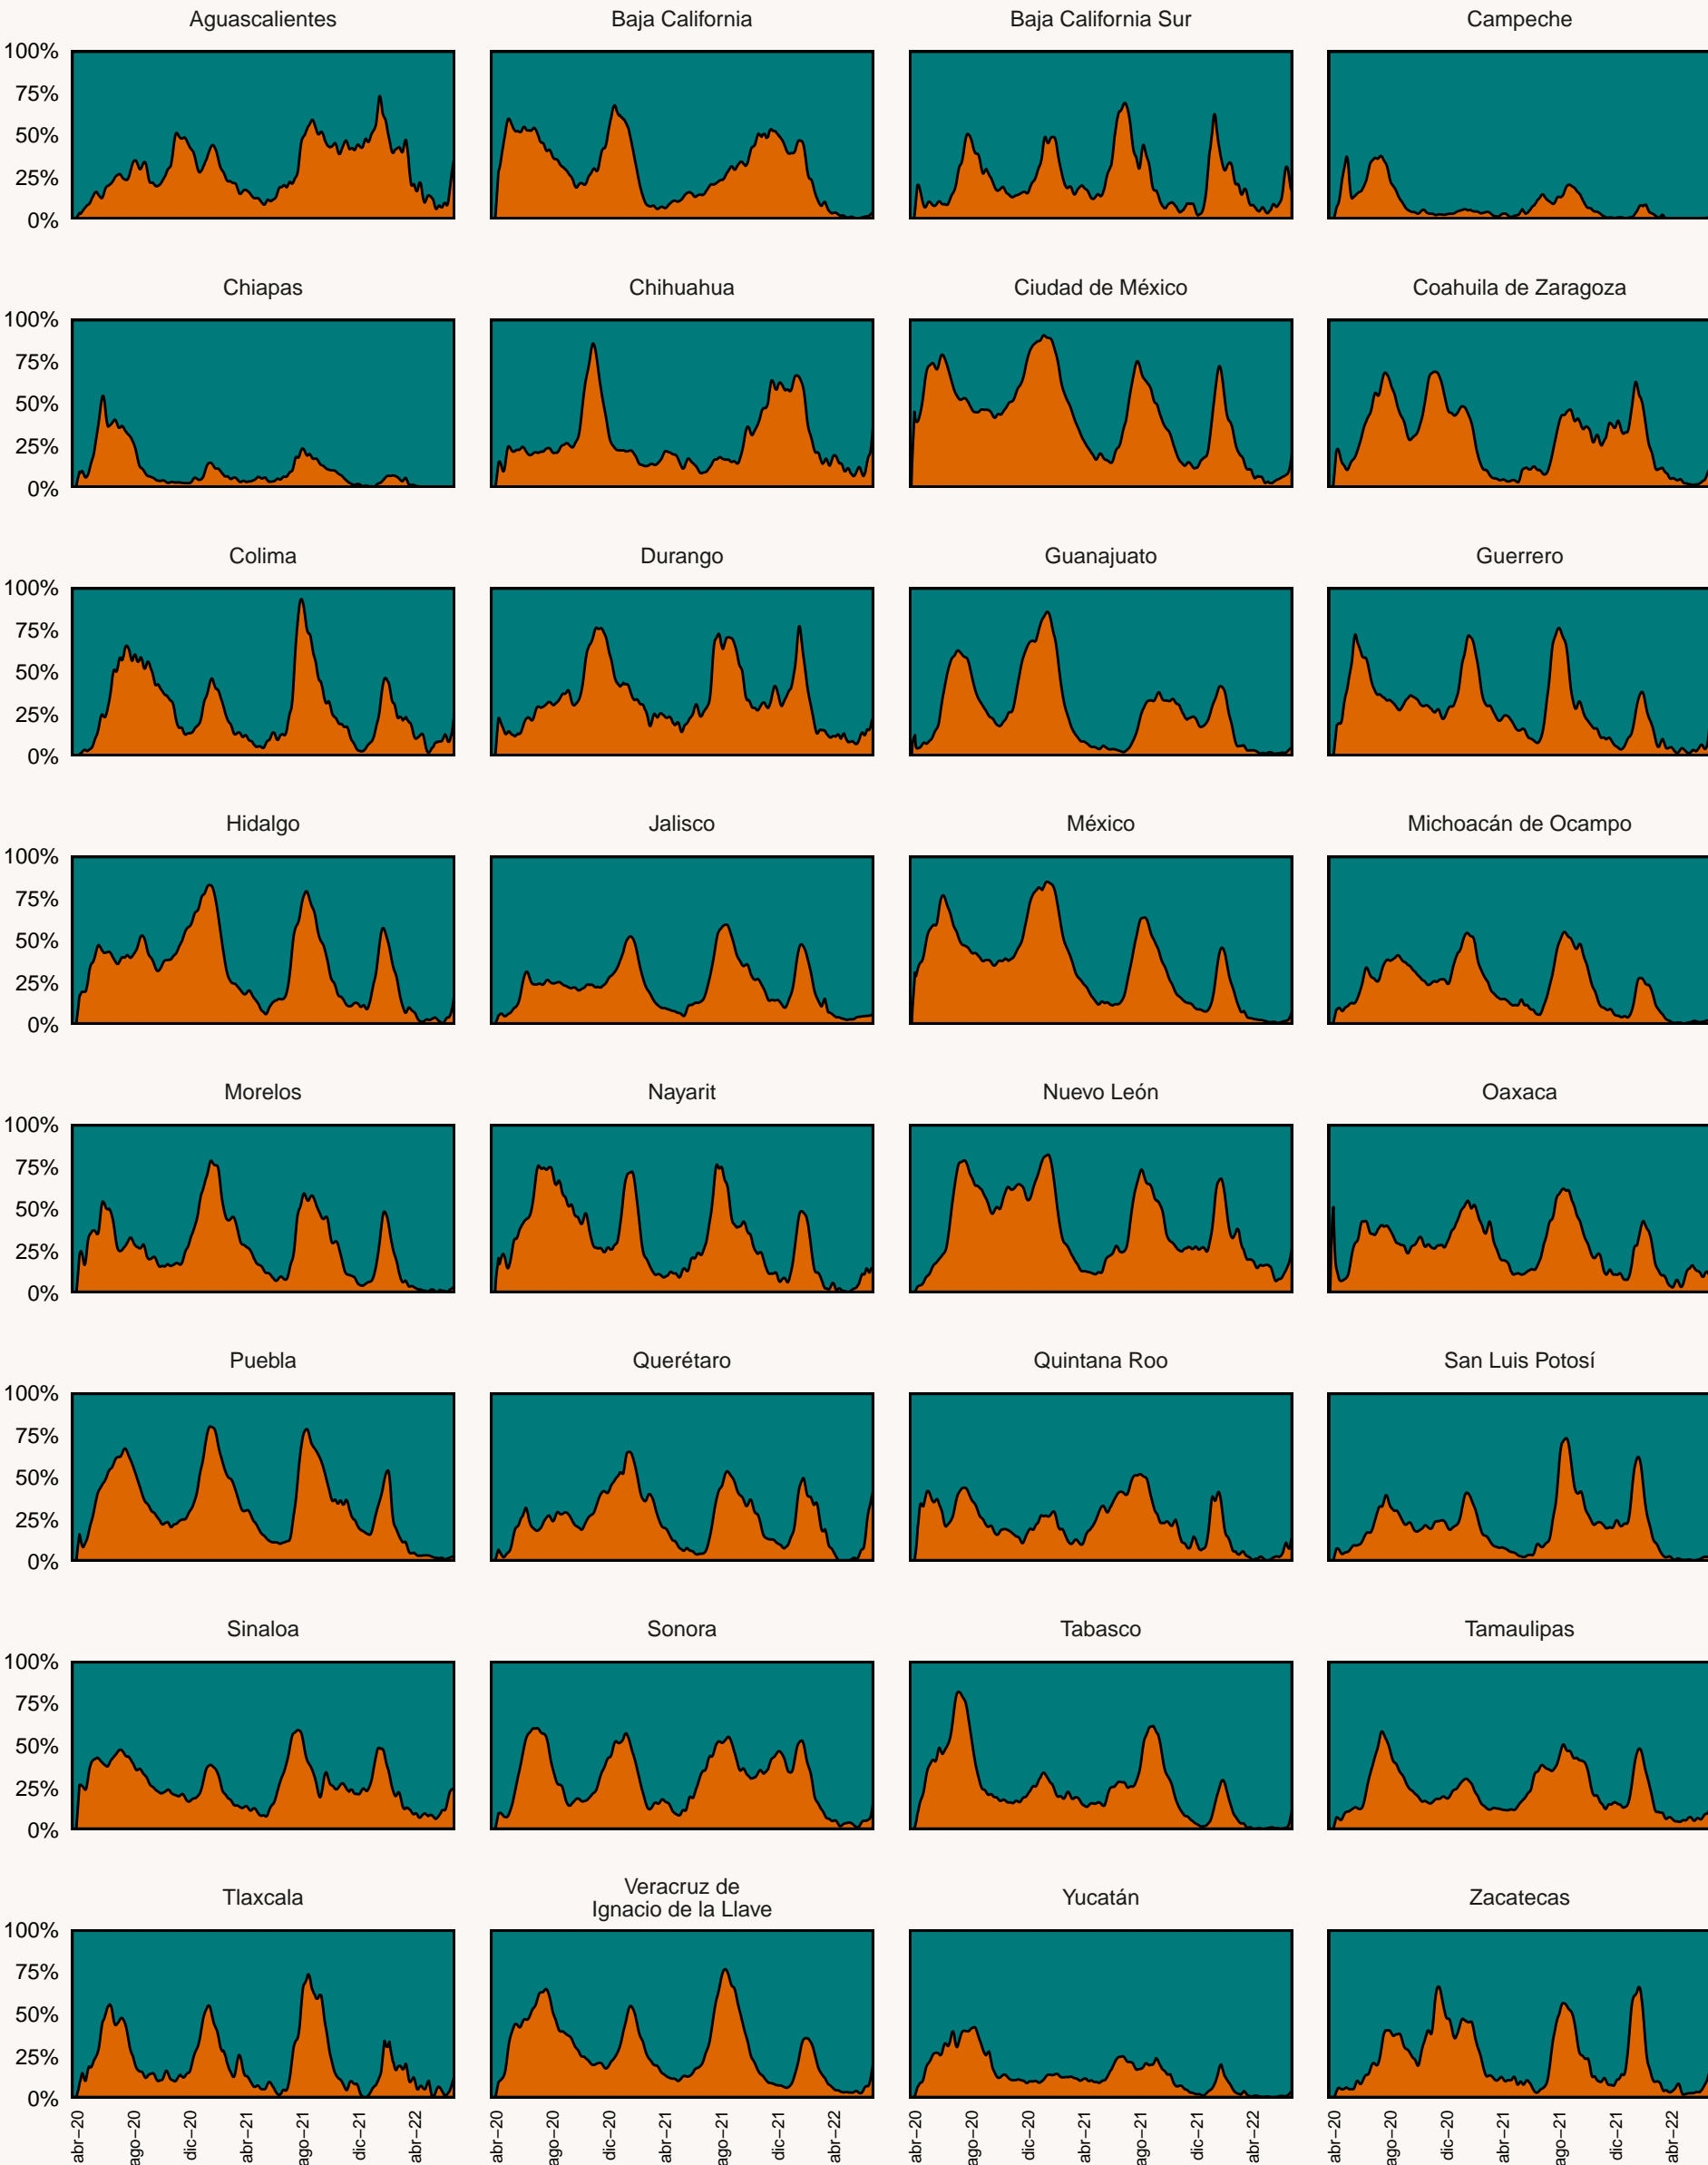 Aguascalientes
Baja California
Baja California Sur
Campeche
100%
75%
50%
25%
0%
Chiapas
Chihuahua
Ciudad de México
Coahuila de Zaragoza
100%
75%
50%
25%
0%
Colima
Durango
Guanajuato
Guerrero
100%
75%
50%
25%
0%
Hidalgo
Jalisco
México
Michoacán de Ocampo
100%
75%
50%
25%
0%
Morelos
Nayarit
Nuevo León
Oaxaca
100%
75%
50%
25%
0%
Puebla
Querétaro
Quintana Roo
San Luis Potosí
100%
75%
50%
25%
0%
Sinaloa
Sonora
Tabasco
Tamaulipas
100%
75%
50%
25%
0%
Tlaxcala
Veracruz de
Ignacio de la Llave
Yucatán
Zacatecas
100%
75%
50%
25%
0%
abr−20
ago−20
dic−20
abr−21
ago−21
dic−21
abr−22
abr−20
ago−20
dic−20
abr−21
ago−21
dic−21
abr−22
abr−20
ago−20
dic−20
abr−21
ago−21
dic−21
abr−22
abr−20
ago−20
dic−20
abr−21
ago−21
dic−21
abr−22